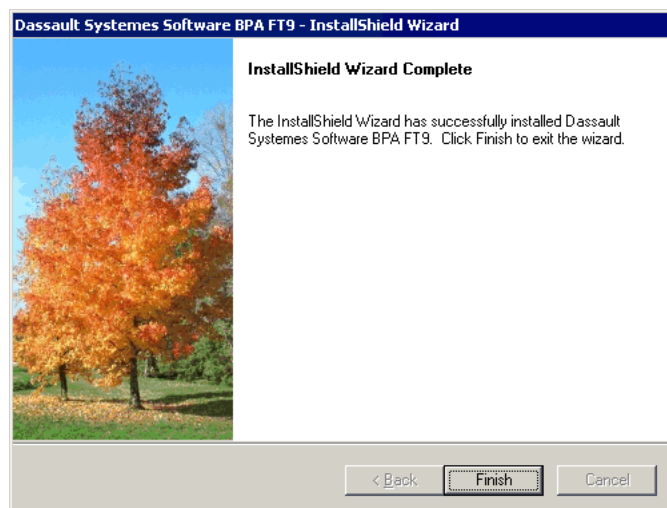 Dassault Systemes Software BPA FT9 - InstallShield Wizard
InstallShield Wizard Complete
The InstallShield Wizard has successfully installed Dassault
Systemes Software BPA FT9. Click Finish to exit the wizard.
< Back Finish Cancel